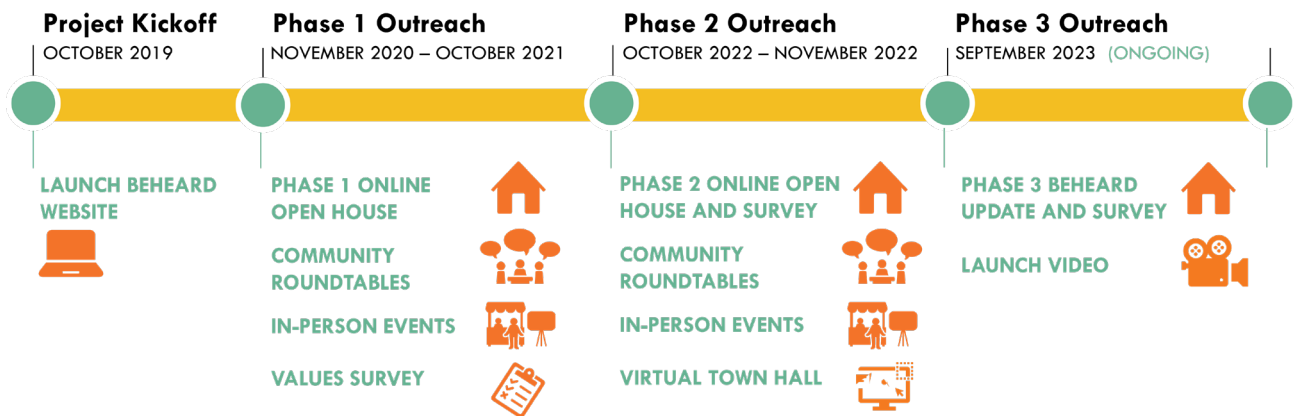 Project Kickoff
OCTOBER 2019
LAUNCH BEHEARD
WEBSITE
Phase 1 Outreach
NOVEMBER 2020 – OCTOBER 2021
PHASE 1 ONLINE
OPEN HOUSE
COMMUNITY
ROUNDTABLES
IN-PERSON EVENTS
VALUES SURVEY
Phase 2 Outreach
OCTOBER 2022 – NOVEMBER 2022
PHASE 2 ONLINE OPEN
HOUSE AND SURVEY
COMMUNITY
ROUNDTABLES
IN-PERSON EVENTS
VIRTUAL TOWN HALL
Phase 3 Outreach
SEPTEMBER 2023 (ONGOING)
PHASE 3 BEHEARD
UPDATE AND SURVEY
LAUNCH VIDEO